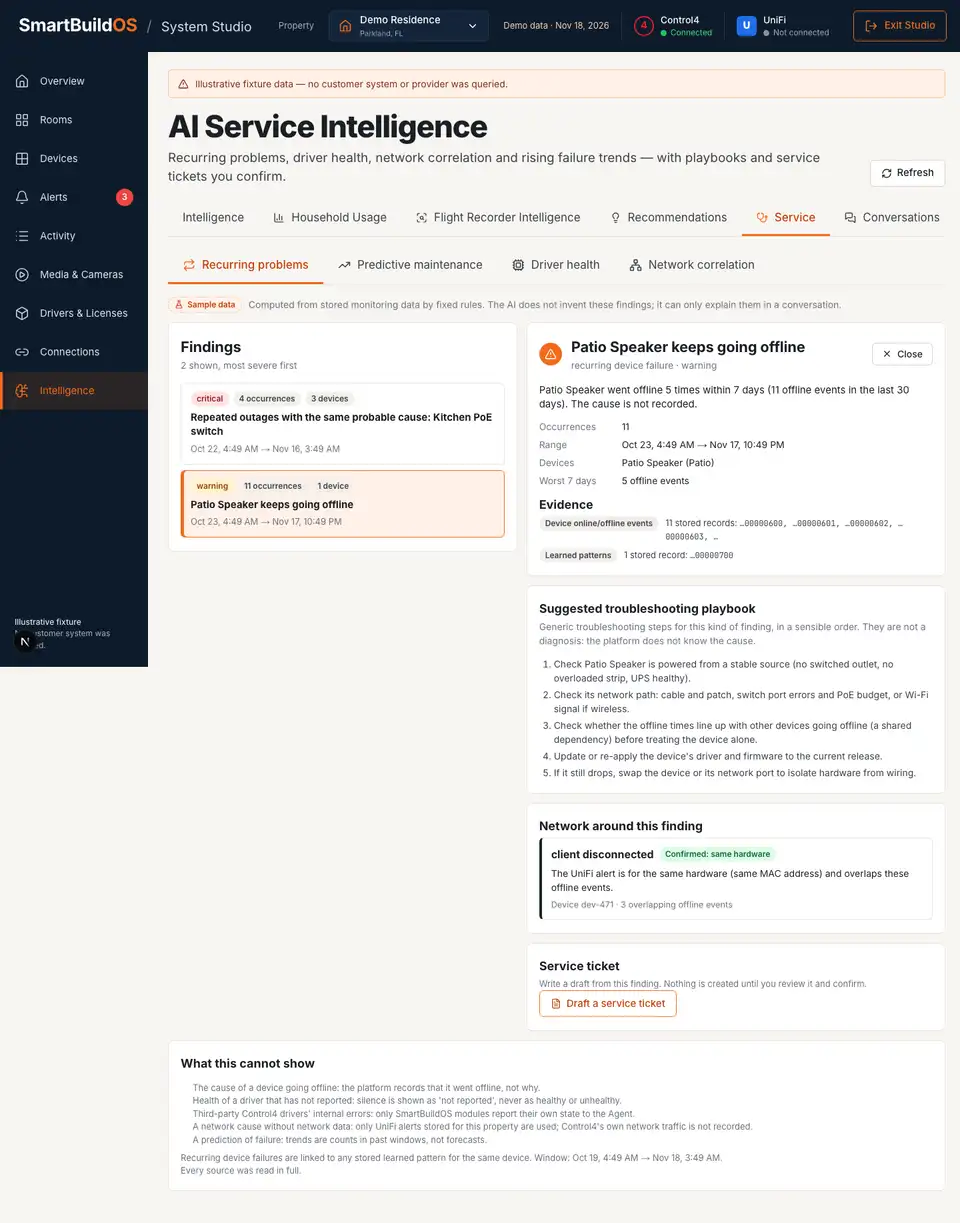 SmartBuildOS / System Studio
Property
Demo Residence
Parkland, FL
Demo data · Nov 18, 2026
4
Control4
Connected
U
UniFi
Not connected
Exit Studio
Overview
Rooms
Devices
Alerts
3
Activity
Media & Cameras
Drivers & Licenses
Connections
Intelligence
Illustrative fixture
ustomer system was
d.
N
Illustrative fixture data — no customer system or provider was queried.
AI Service Intelligence
Recurring problems, driver health, network correlation and rising failure trends — with playbooks and service
tickets you confirm.
Refresh
Intelligence
Household Usage
Flight Recorder Intelligence
Recommendations
Service
Conversations
Recurring problems
Predictive maintenance
Driver health
Network correlation
Sample data
Computed from stored monitoring data by fixed rules. The AI does not invent these findings; it can only explain them in a conversation.
Findings
2 shown, most severe first
critical
4 occurrences
3 devices
Repeated outages with the same probable cause: Kitchen PoE
switch
Oct 22, 4:49 AM → Nov 16, 3:49 AM
warning
11 occurrences
1 device
Patio Speaker keeps going offline
Oct 23, 4:49 AM → Nov 17, 10:49 PM
Patio Speaker keeps going offline
recurring device failure · warning
Close
Patio Speaker went offline 5 times within 7 days (11 offline events in the last 30
days). The cause is not recorded.
Occurrences 11
Range Oct 23, 4:49 AM → Nov 17, 10:49 PM
Devices Patio Speaker (Patio)
Worst 7 days 5 offline events
Evidence
Device online/offline events
11 stored records: …00000600, …00000601, …00000602, …
00000603, …
Learned patterns
1 stored record: …00000700
Suggested troubleshooting playbook
Generic troubleshooting steps for this kind of finding, in a sensible order. They are not a
diagnosis: the platform does not know the cause.
1. Check Patio Speaker is powered from a stable source (no switched outlet, no
overloaded strip, UPS healthy).
2. Check its network path: cable and patch, switch port errors and PoE budget, or Wi-Fi
signal if wireless.
3. Check whether the offline times line up with other devices going offline (a shared
dependency) before treating the device alone.
4. Update or re-apply the device's driver and firmware to the current release.
5. If it still drops, swap the device or its network port to isolate hardware from wiring.
Network around this finding
client disconnected
Confirmed: same hardware
The UniFi alert is for the same hardware (same MAC address) and overlaps these
offline events.
Device dev-471 · 3 overlapping offline events
Service ticket
Write a draft from this finding. Nothing is created until you review it and confirm.
Draft a service ticket
What this cannot show
The cause of a device going offline: the platform records that it went offline, not why.
Health of a driver that has not reported: silence is shown as 'not reported', never as healthy or unhealthy.
Third-party Control4 drivers' internal errors: only SmartBuildOS modules report their own state to the Agent.
A network cause without network data: only UniFi alerts stored for this property are used; Control4's own network traffic is not recorded.
A prediction of failure: trends are counts in past windows, not forecasts.
Recurring device failures are linked to any stored learned pattern for the same device. Window: Oct 19, 4:49 AM → Nov 18, 3:49 AM.
Every source was read in full.